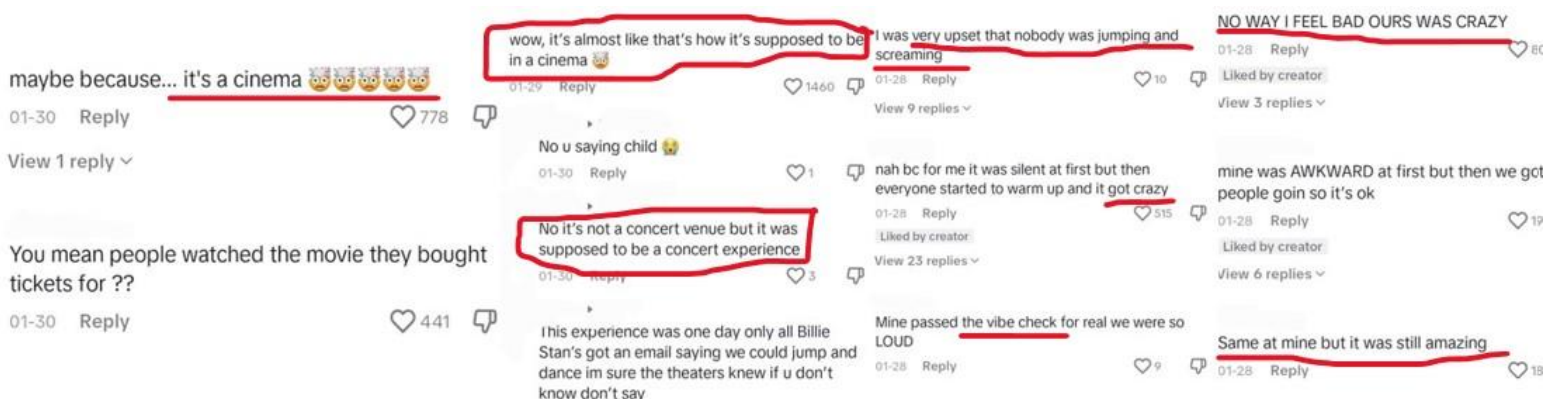 maybe because... it's a cinema 🤯🤯🤯🤯🤯
01-30 Reply
778
View 1 reply
You mean people watched the movie they bought
tickets for ??
01-30 Reply
441
wow, it's almost like that's how it's supposed to be
in a cinema 🤯
01-29 Reply
1460
No u saying child 😭
01-30 Reply
1
No it's not a concert venue but it was
supposed to be a concert experience
01-30 Reply
3
This experience was one day only all Billie
Stan's got an email saying we could jump and
dance im sure the theaters knew if u don't
know don't say
I was very upset that nobody was jumping and
screaming
01-28 Reply
10
View 9 replies
nah bc for me it was silent at first but then
everyone started to warm up and it got crazy
01-28 Reply
515
Liked by creator
View 23 replies
Mine passed the vibe check for real we were so
LOUD
01-28 Reply
9
NO WAY I FEEL BAD OURS WAS CRAZY
01-28 Reply
Liked by creator
View 3 replies
mine was AWKWARD at first but then we got
people goin so it's ok
01-28 Reply
Liked by creator
View 6 replies
Same at mine but it was still amazing
01-28 Reply